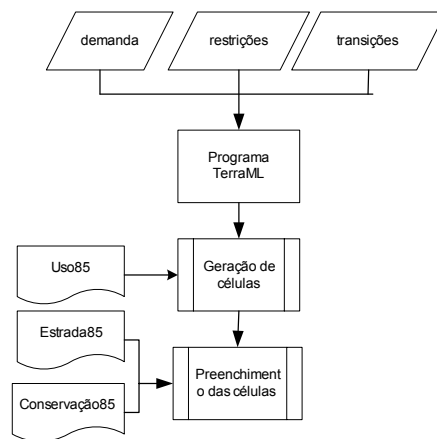 demanda
restrições
transições
Programa
TerraML
Uso85
Geração de
células
Estrada85
Preenchiment
o das células
Conservação85